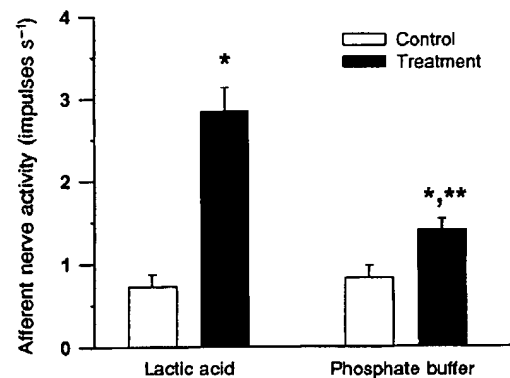 Afferent nerve activity (impulses s⁻¹)
4
3
2
1
0
Control
Treatment
*
*,**
Lactic acid
Phosphate buffer